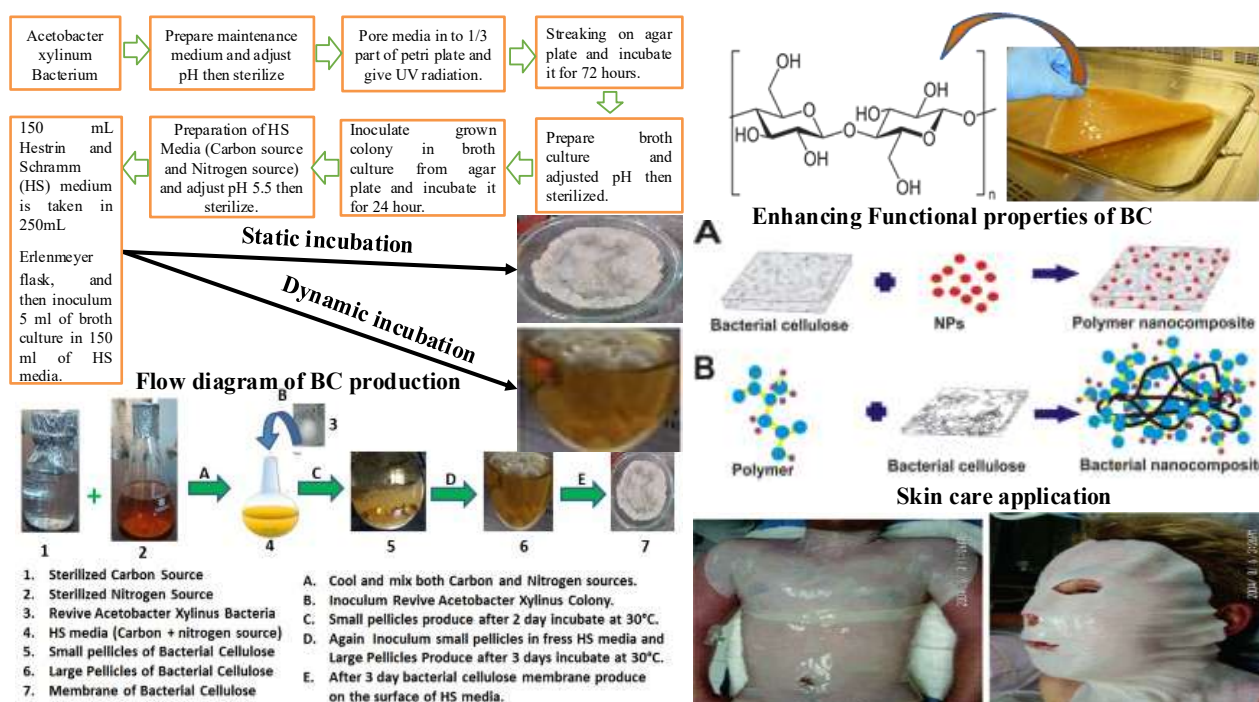 Acetobacter
xylinum
Bacterium
Prepare maintenance
medium and adjust
pH then sterilize
Pore media in to 1/3
part of petri plate and
give UV radiation.
Streaking on agar
plate and incubate
it for 72 hours.
Prepare broth
culture and
adjusted pH then
sterilized.
Inoculate grown
colony in broth
culture from agar
plate and incubate it
for 24 hour.
Preparation of HS
Media (Carbon source
and Nitrogen source)
and adjust pH 5.5 then
sterilize.
150 mL
Hestrin and
Schramm
(HS) medium
is taken in
250mL
Erlenmeyer
flask, and
then inoculum
5 ml of broth
culture in 150
ml of HS
media.
Static incubation
Dynamic incubation
Flow diagram of BC production
B
3
+
A
C
D
E
1
2
4
5
6
7
1. Sterilized Carbon Source
2. Sterilized Nitrogen Source
3. Revive Acetobacter Xylinus Bacteria
4. HS media (Carbon + nitrogen source)
5. Small pellicles of Bacterial Cellulose
6. Large Pellicles of Bacterial Cellulose
7. Membrane of Bacterial Cellulose
A. Cool and mix both Carbon and Nitrogen sources.
B. Inoculum Revive Acetobacter Xylinus Colony.
C. Small pellicles produce after 2 day incubate at 30°C.
D. Again Inoculum small pellicles in fress HS media and
Large Pellicles Produce after 3 days incubate at 30°C.
E. After 3 day bacterial cellulose membrane produce
on the surface of HS media.
OH
O
HO
OH
O
HO
OH
O
OH
O
n
Enhancing Functional properties of BC
A
Bacterial cellulose
NPs
Polymer nanocomposite
B
Polymer
Bacterial cellulose
Bacterial nanocomposite
Skin care application